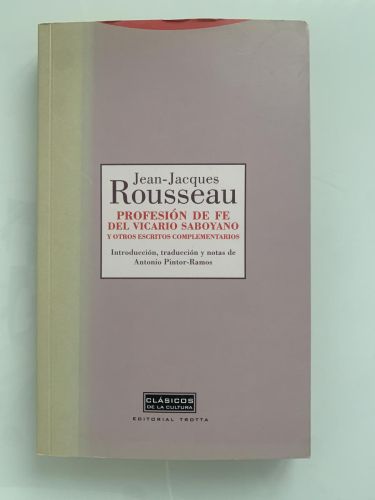 Jean-Jacques
Rousseau
PROFESIÓN DE FE
DEL VICARIO SABOYANO
Y OTROS ESCRITOS COMPLEMENTARIOS
Introducción, traducción y notas de
Antonio Pintor-Ramos
CLÁSICOS
DE LA CULTURA
EDITORIAL TROTTA